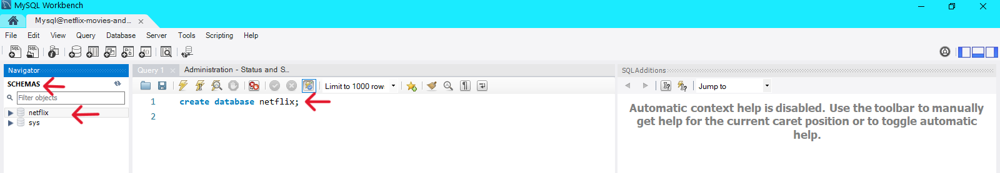 MySQL Workbench
Mysql@netflix-movies-and... ×
File Edit View Query Database Server Tools Scripting Help
Navigator
SCHEMAS
Filter objects
netflix
sys
Query 1 ×
Administration - Status and S...
Limit to 1000 rows
1 create database netflix;
2
SQLAdditions
Jump to
Automatic context help is disabled. Use the toolbar to manually
get help for the current caret position or to toggle automatic
help.